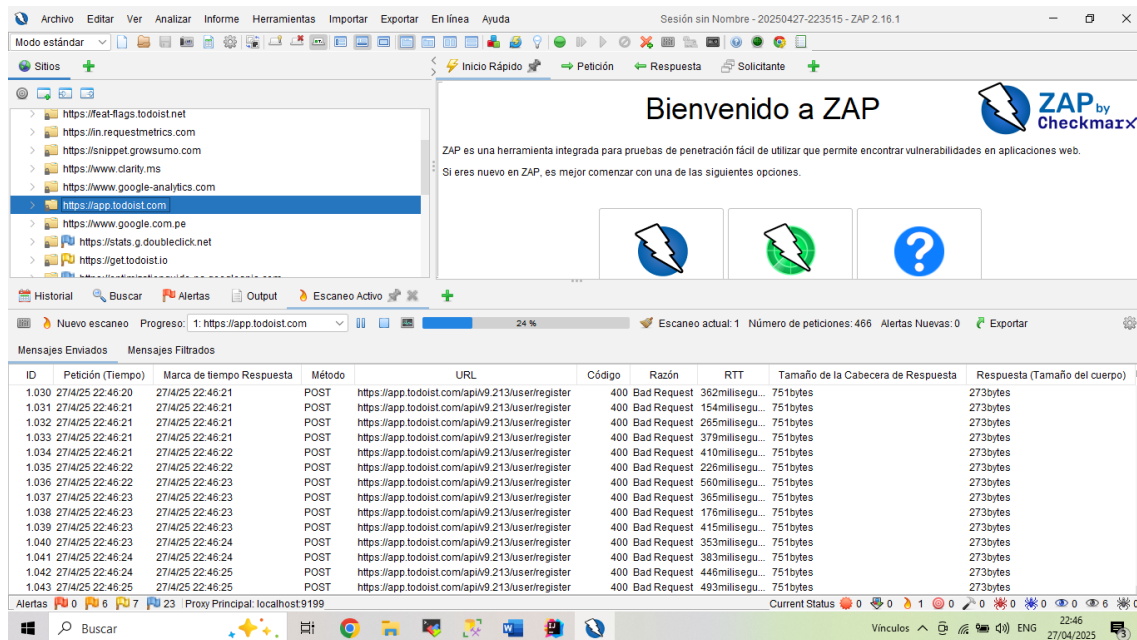 Archivo Editar Ver Analizar Informe Herramientas Importar Exportar En línea Ayuda Sesión sin Nombre - 20250427-223515 - ZAP 2.16.1
Modo estándar
Sitios
Inicio Rápido Petición Respuesta Solicitante
https://feat-flags.todoist.net
https://in.requestmetrics.com
https://snippet.growsumo.com
https://www.clarity.ms
https://www.google-analytics.com
https://app.todoist.com
https://www.google.com.pe
https://stats.g.doubleclick.net
https://get.todoist.io
Bienvenido a ZAP
ZAP by
Checkmarx
ZAP es una herramienta integrada para pruebas de penetración fácil de utilizar que permite encontrar vulnerabilidades en aplicaciones web.
Si eres nuevo en ZAP, es mejor comenzar con una de las siguientes opciones.
Historial Buscar Alertas Output Escaneo Activo
Nuevo escaneo Progreso: 1: https://app.todoist.com 24 % Escaneo actual: 1 Número de peticiones: 466 Alertas Nuevas: 0 Exportar
Mensajes Enviados Mensajes Filtrados
ID Petición (Tiempo) Marca de tiempo Respuesta Método URL Código Razón RTT Tamaño de la Cabecera de Respuesta Respuesta (Tamaño del cuerpo)
1.030 27/4/25 22:46:20 27/4/25 22:46:21 POST https://app.todoist.com/api/v9.213/user/register 400 Bad Request 362milisegu... 751bytes 273bytes
1.031 27/4/25 22:46:21 27/4/25 22:46:21 POST https://app.todoist.com/api/v9.213/user/register 400 Bad Request 154milisegu... 751bytes 273bytes
1.032 27/4/25 22:46:21 27/4/25 22:46:21 POST https://app.todoist.com/api/v9.213/user/register 400 Bad Request 265milisegu... 751bytes 273bytes
1.033 27/4/25 22:46:21 27/4/25 22:46:21 POST https://app.todoist.com/api/v9.213/user/register 400 Bad Request 379milisegu... 751bytes 273bytes
1.034 27/4/25 22:46:21 27/4/25 22:46:22 POST https://app.todoist.com/api/v9.213/user/register 400 Bad Request 410milisegu... 751bytes 273bytes
1.035 27/4/25 22:46:22 27/4/25 22:46:22 POST https://app.todoist.com/api/v9.213/user/register 400 Bad Request 226milisegu... 751bytes 273bytes
1.036 27/4/25 22:46:22 27/4/25 22:46:23 POST https://app.todoist.com/api/v9.213/user/register 400 Bad Request 560milisegu... 751bytes 273bytes
1.037 27/4/25 22:46:23 27/4/25 22:46:23 POST https://app.todoist.com/api/v9.213/user/register 400 Bad Request 365milisegu... 751bytes 273bytes
1.038 27/4/25 22:46:23 27/4/25 22:46:23 POST https://app.todoist.com/api/v9.213/user/register 400 Bad Request 176milisegu... 751bytes 273bytes
1.039 27/4/25 22:46:23 27/4/25 22:46:23 POST https://app.todoist.com/api/v9.213/user/register 400 Bad Request 415milisegu... 751bytes 273bytes
1.040 27/4/25 22:46:23 27/4/25 22:46:24 POST https://app.todoist.com/api/v9.213/user/register 400 Bad Request 353milisegu... 751bytes 273bytes
1.041 27/4/25 22:46:24 27/4/25 22:46:24 POST https://app.todoist.com/api/v9.213/user/register 400 Bad Request 383milisegu... 751bytes 273bytes
1.042 27/4/25 22:46:24 27/4/25 22:46:25 POST https://app.todoist.com/api/v9.213/user/register 400 Bad Request 446milisegu... 751bytes 273bytes
1.043 27/4/25 22:46:25 27/4/25 22:46:25 POST https://app.todoist.com/api/v9.213/user/register 400 Bad Request 493milisegu... 751bytes 273bytes
Alertas 0 6 7 23 Proxy Principal: localhost:9199 Current Status 0 0 1 0 0 0 0 0 6 0
Buscar Vínculos ENG 22:46
27/04/2025